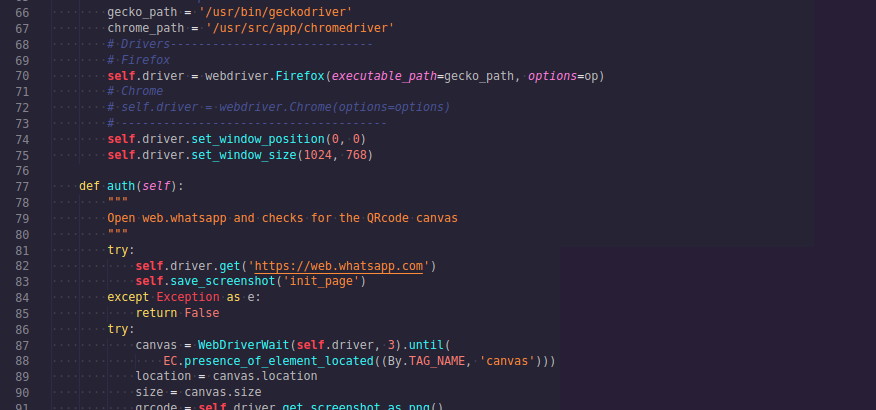 66 gecko_path = '/usr/bin/geckodriver'
67 chrome_path = '/usr/src/app/chromedriver'
68 # Drivers-----------------------------
69 # Firefox
70 self.driver = webdriver.Firefox(executable_path=gecko_path, options=op)
71 # Chrome
72 # self.driver = webdriver.Chrome(options=options)
73 # --------------------------------------
74 self.driver.set_window_position(0, 0)
75 self.driver.set_window_size(1024, 768)
76
77 def auth(self):
78 """
79 Open web.whatsapp and checks for the QRcode canvas
80 """
81 try:
82 self.driver.get('https://web.whatsapp.com')
83 self.save_screenshot('init_page')
84 except Exception as e:
85 return False
86 try:
87 canvas = WebDriverWait(self.driver, 3).until(
88 EC.presence_of_element_located((By.TAG_NAME, 'canvas')))
89 location = canvas.location
90 size = canvas.size
91 qrcode = self.driver.get_screenshot_as_png()